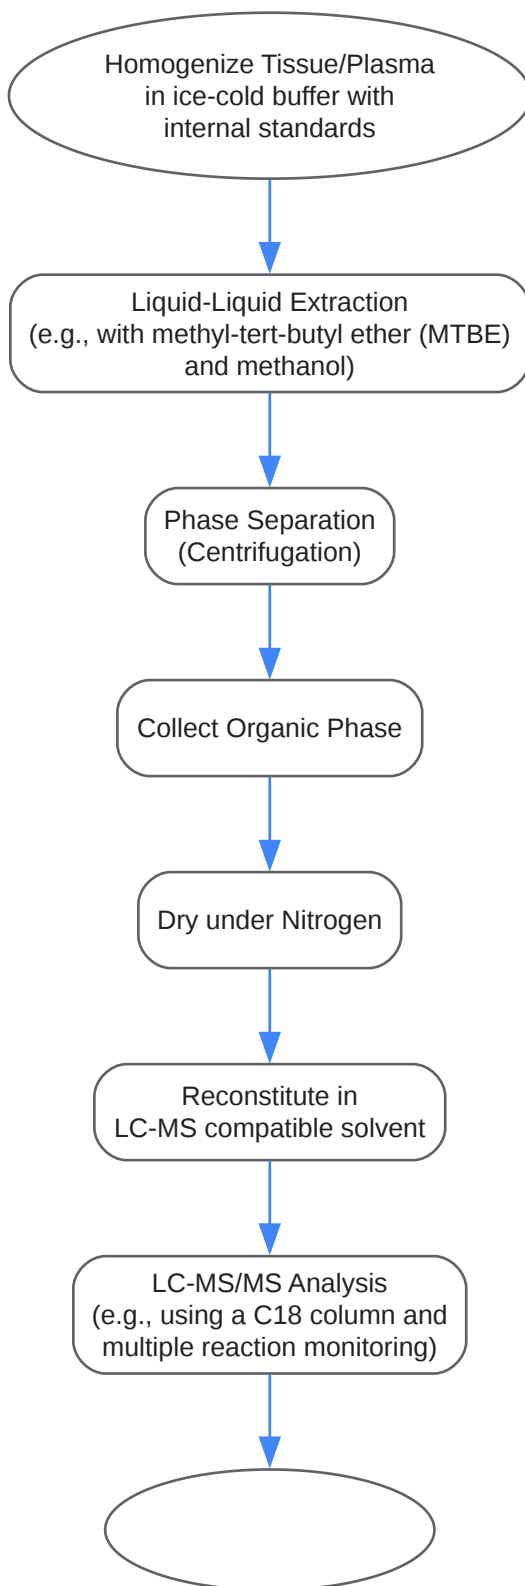 Homogenize Tissue/Plasma
in ice-cold buffer with
internal standards
Liquid-Liquid Extraction
(e.g., with methyl-tert-butyl ether (MTBE)
and methanol)
Phase Separation
(Centrifugation)
Collect Organic Phase
Dry under Nitrogen
Reconstitute in
LC-MS compatible solvent
LC-MS/MS Analysis
(e.g., using a C18 column and
multiple reaction monitoring)